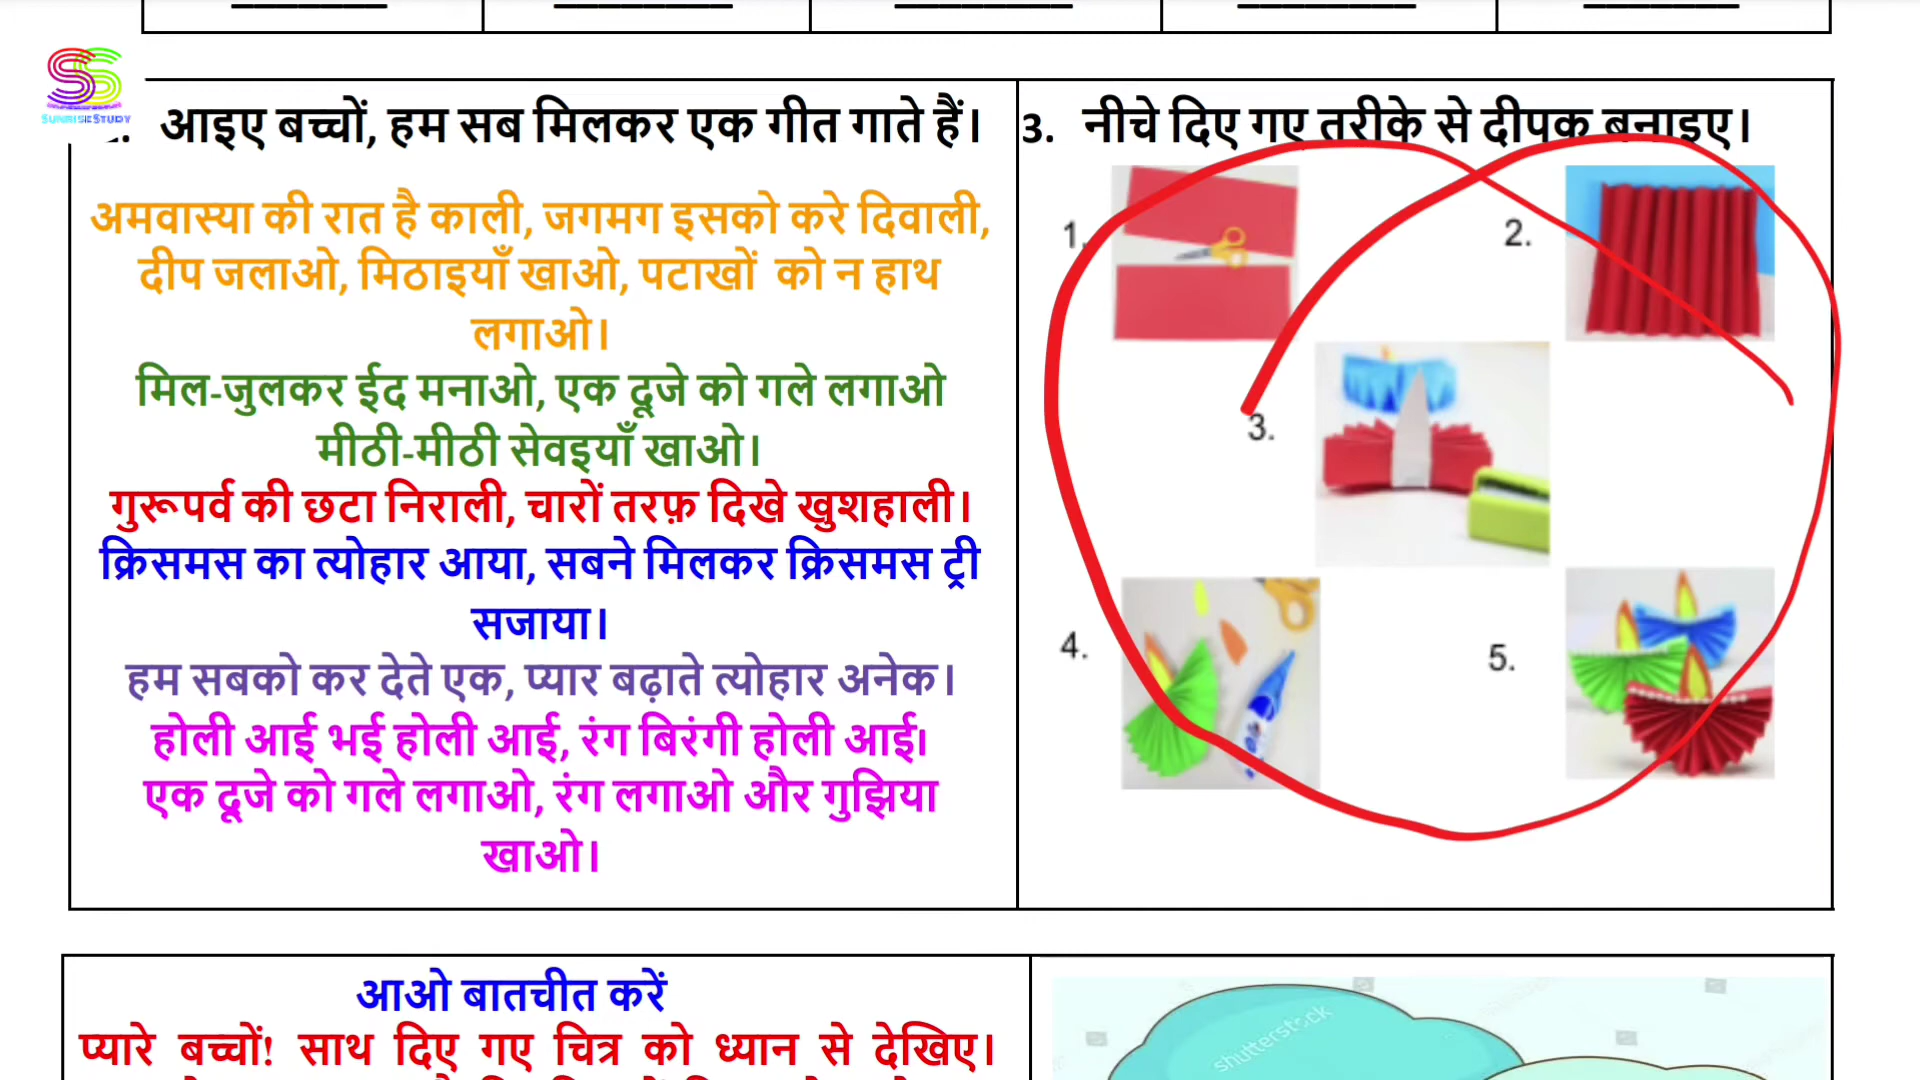 SUNRISESTUDY
आइए बच्चों, हम सब मिलकर एक गीत गाते हैं।
अमवास्या की रात है काली, जगमग इसको करे दिवाली,
दीप जलाओ, मिठाइयाँ खाओ, पटाखों को न हाथ
लगाओ।
मिल-जुलकर ईद मनाओ, एक दूजे को गले लगाओ
मीठी-मीठी सेवइयाँ खाओ।
गुरूपर्व की छटा निराली, चारों तरफ़ दिखे खुशहाली।
क्रिसमस का त्योहार आया, सबने मिलकर क्रिसमस ट्री
सजाया।
हम सबको कर देते एक, प्यार बढ़ाते त्योहार अनेक।
होली आई भई होली आई, रंग बिरंगी होली आई।
एक दूजे को गले लगाओ, रंग लगाओ और गुझिया
खाओ।
3. नीचे दिए गए तरीके से दीपक बनाइए।
1.
2.
3.
4.
5.
आओ बातचीत करें
प्यारे बच्चों! साथ दिए गए चित्र को ध्यान से देखिए।
shutterstock